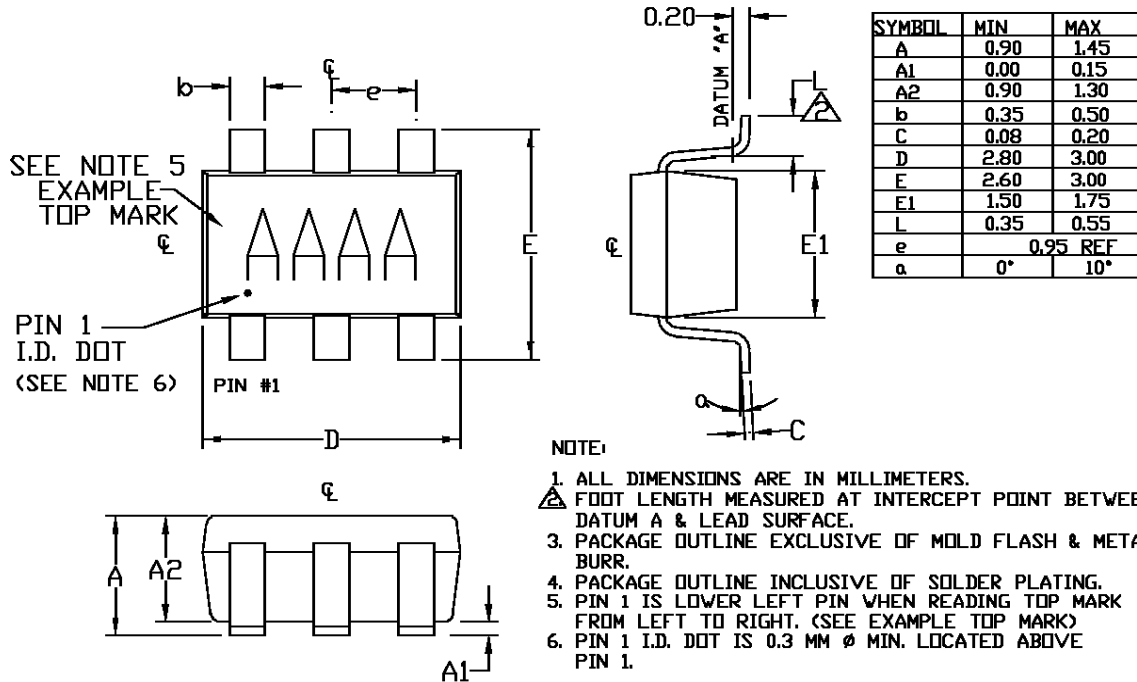 0.20
DATUM 'A'
L
2
℄
b
e
SEE NOTE 5
EXAMPLE
TOP MARK
℄
AAAA
E
℄
E1
PIN 1
I.D. DOT
(SEE NOTE 6)
PIN #1
D
α
C
℄
A
A2
A1
SYMBOL MIN MAX
A 0.90 1.45
A1 0.00 0.15
A2 0.90 1.30
b 0.35 0.50
C 0.08 0.20
D 2.80 3.00
E 2.60 3.00
E1 1.50 1.75
L 0.35 0.55
e 0.95 REF
α 0° 10°
NOTE:
1. ALL DIMENSIONS ARE IN MILLIMETERS.
2. FOOT LENGTH MEASURED AT INTERCEPT POINT BETWEE
DATUM A & LEAD SURFACE.
3. PACKAGE OUTLINE EXCLUSIVE OF MOLD FLASH & META
BURR.
4. PACKAGE OUTLINE INCLUSIVE OF SOLDER PLATING.
5. PIN 1 IS LOWER LEFT PIN WHEN READING TOP MARK
FROM LEFT TO RIGHT. (SEE EXAMPLE TOP MARK)
6. PIN 1 I.D. DOT IS 0.3 MM Ø MIN. LOCATED ABOVE
PIN 1.